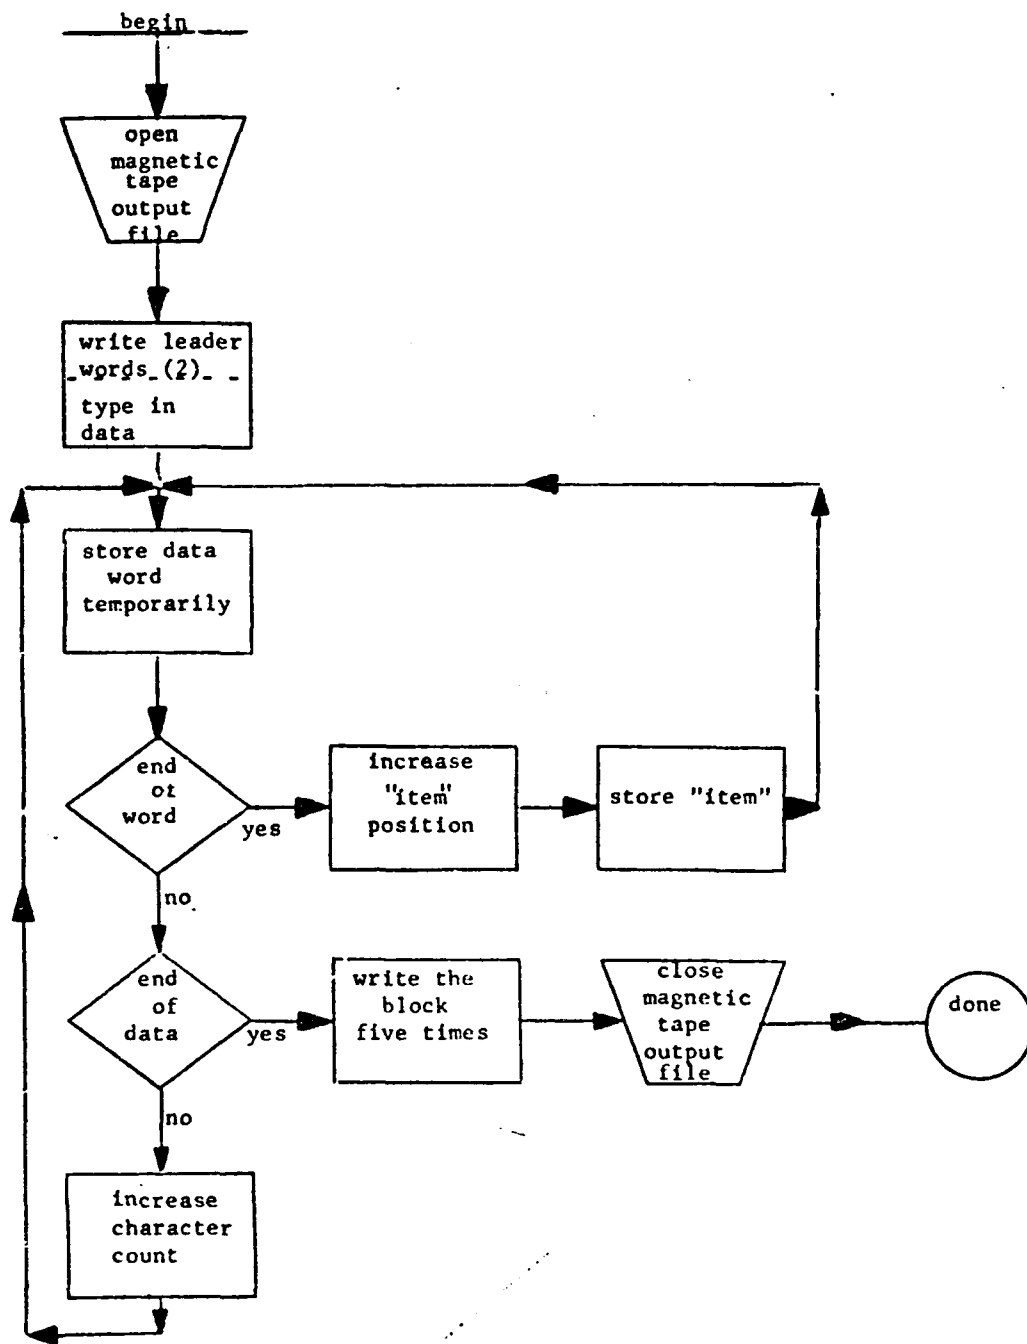 begin
open
magnetic
tape
output
file
write leader
words (2)
type in
data
store data
word
temporarily
end
of
word
yes
increase
"item"
position
store "item"
no
end
of
data
yes
write the
block
five times
close
magnetic
tape
output
file
done
no
increase
character
count